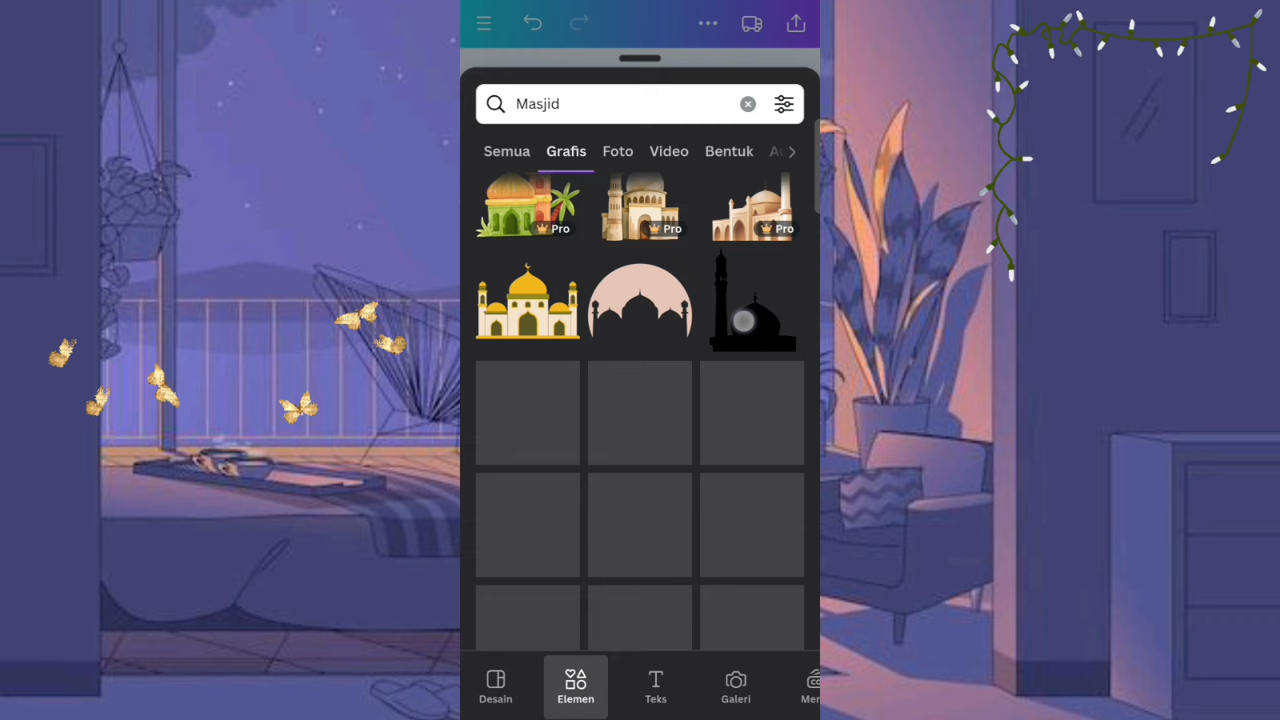 Masjid
Semua Grafis Foto Video Bentuk
Pro Pro Pro
Desain Elemen Teks Galeri